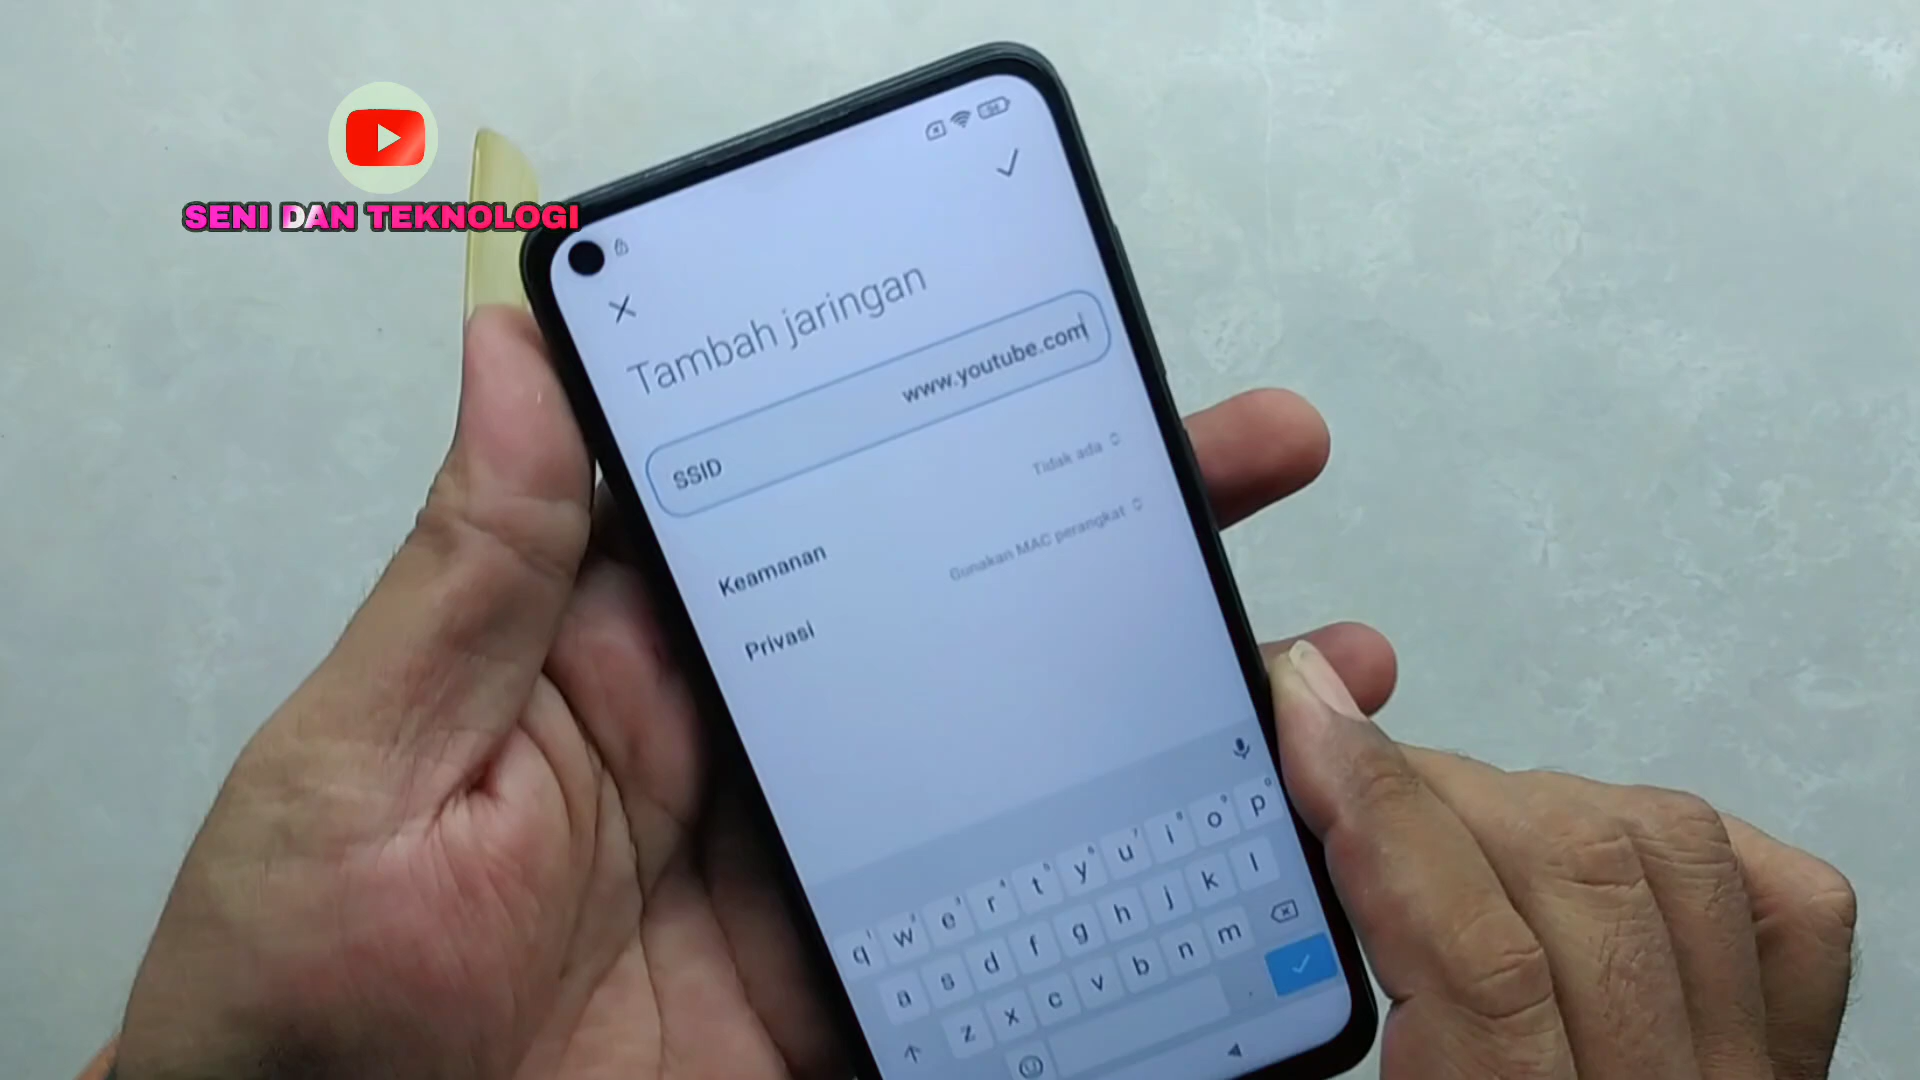 SENI DAN TEKNOLOGI
Tambah jaringan
SSID www.youtube.com
Keamanan Tidak ada
Privasi Gunakan MAC perangkat
q w e r t y u i o p
a s d f g h j k l
z x c v b n m